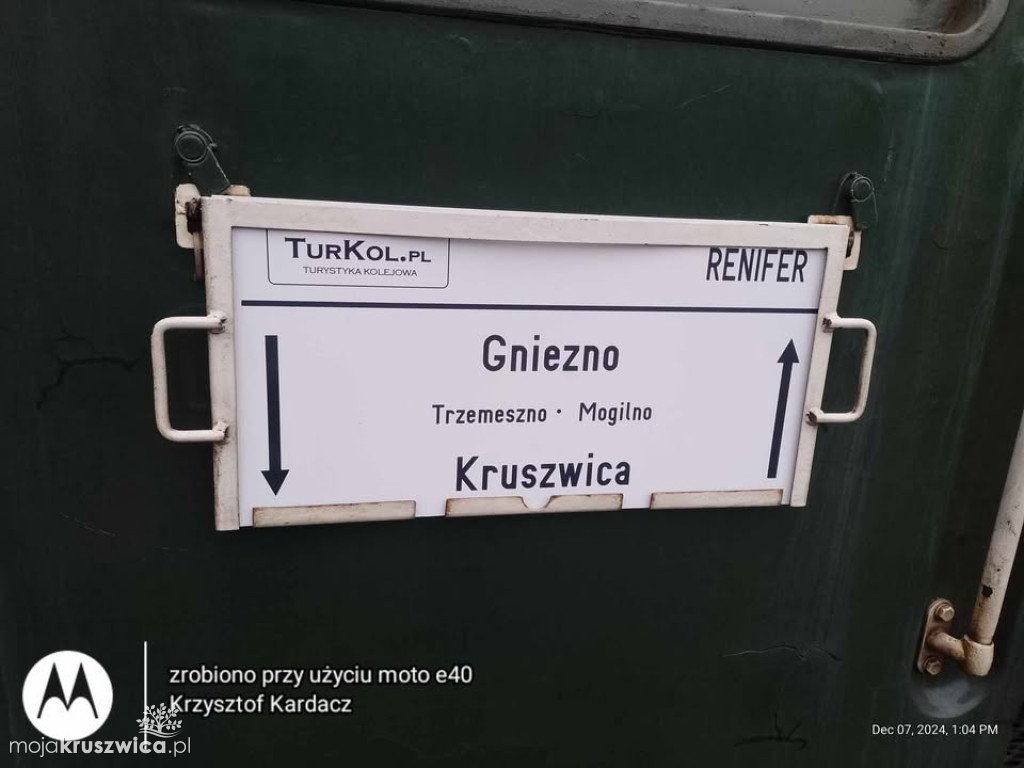 TURKOL.PL
TURYSTYKA KOLEJOWA
RENIFER
Gniezno
Trzemeszno · Mogilno
Kruszwica
zrobiono przy użyciu moto e40
Krzysztof Kardacz
mojakruszwica.pl
Dec 07, 2024, 1:04 PM